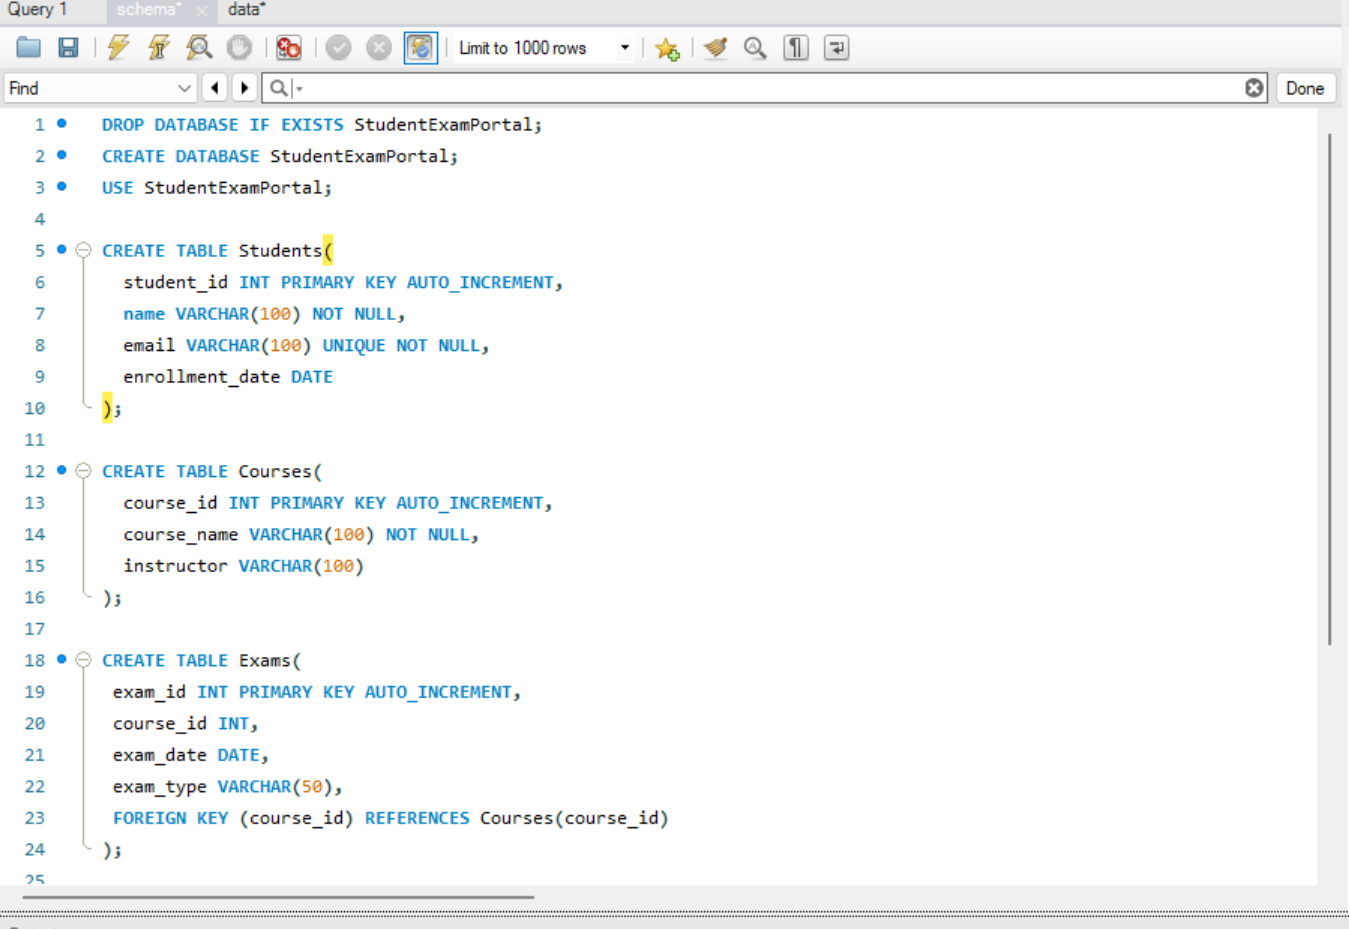 Query 1 schema* data*
Limit to 1000 rows
Find Done
1 DROP DATABASE IF EXISTS StudentExamPortal;
2 CREATE DATABASE StudentExamPortal;
3 USE StudentExamPortal;
4
5 CREATE TABLE Students(
6 student_id INT PRIMARY KEY AUTO_INCREMENT,
7 name VARCHAR(100) NOT NULL,
8 email VARCHAR(100) UNIQUE NOT NULL,
9 enrollment_date DATE
10 );
11
12 CREATE TABLE Courses(
13 course_id INT PRIMARY KEY AUTO_INCREMENT,
14 course_name VARCHAR(100) NOT NULL,
15 instructor VARCHAR(100)
16 );
17
18 CREATE TABLE Exams(
19 exam_id INT PRIMARY KEY AUTO_INCREMENT,
20 course_id INT,
21 exam_date DATE,
22 exam_type VARCHAR(50),
23 FOREIGN KEY (course_id) REFERENCES Courses(course_id)
24 );
25